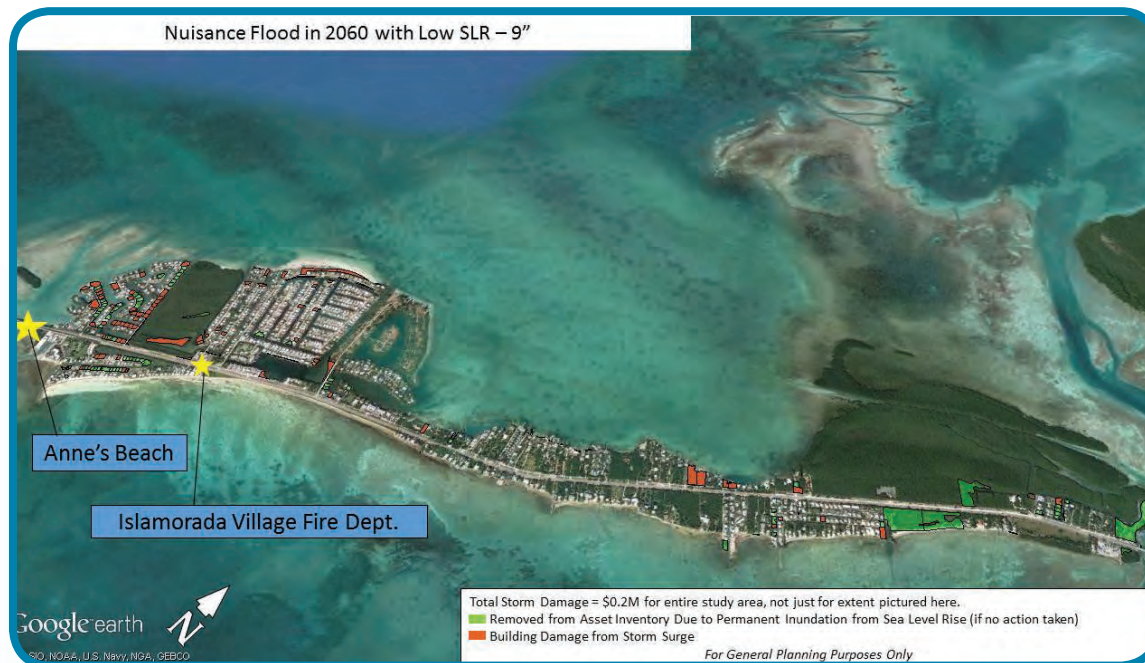 Nuisance Flood in 2060 with Low SLR – 9”
Anne’s Beach
Islamorada Village Fire Dept.
Total Storm Damage = $0.2M for entire study area, not just for extent pictured here.
Removed from Asset Inventory Due to Permanent Inundation from Sea Level Rise (if no action taken)
Building Damage from Storm Surge
For General Planning Purposes Only
N
Google earth
SIO, NOAA, U.S. Navy, NGA, GEBCO